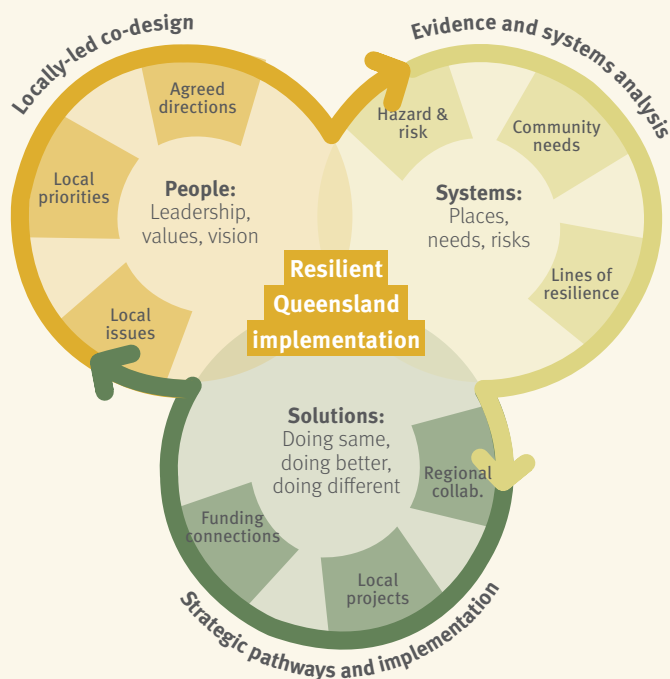 Locally-led co-design
Agreed
directions
Local
priorities
Local
issues
People:
Leadership,
values, vision
Evidence and systems analysis
Hazard &
risk
Community
needs
Lines of
resilience
Systems:
Places,
needs, risks
Resilient
Queensland
implementation
Solutions:
Doing same,
doing better,
doing different
Regional
collab.
Local
projects
Funding
connections
Strategic pathways and implementation